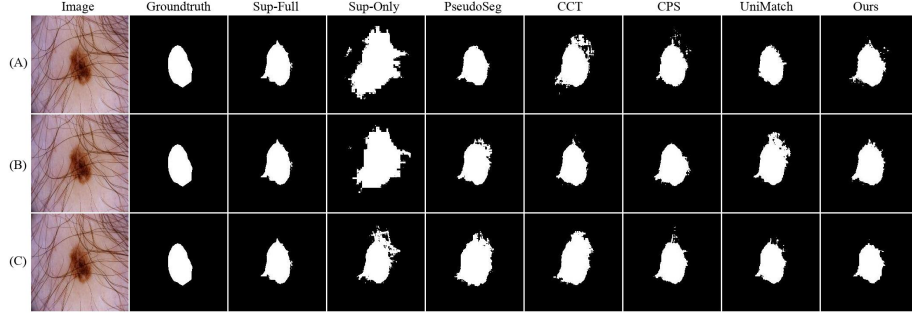 Image Groundtruth Sup-Full Sup-Only PseudoSeg CCT CPS UniMatch Ours
(A)
(B)
(C)